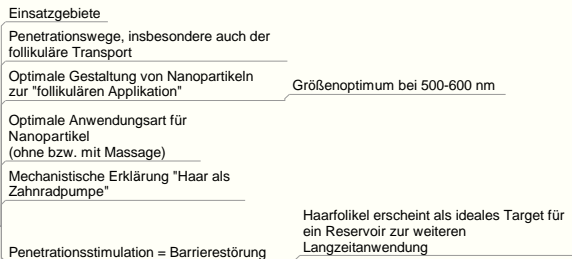 Einsatzgebiete
Penetrationswege, insbesondere auch der
follikuläre Transport
Optimale Gestaltung von Nanopartikeln
zur "follikulären Applikation"
Größenoptimum bei 500-600 nm
Optimale Anwendungsart für
Nanopartikel
(ohne bzw. mit Massage)
Mechanistische Erklärung "Haar als
Zahnradpumpe"
Penetrationsstimulation = Barrierestörung
Haarfolikel erscheint als ideales Target für
ein Reservoir zur weiteren
Langzeitanwendung